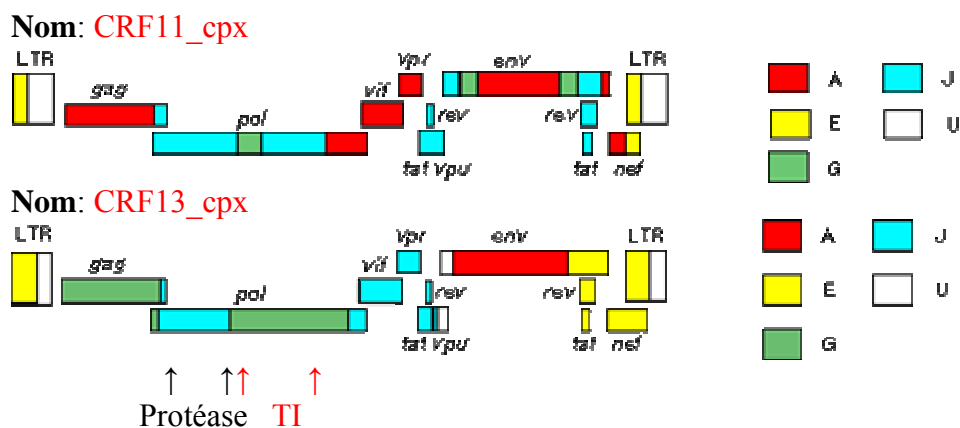 Nom: CRF11_cpx
LTR gag pol vif vpr rev tat vpu env rev tat nef LTR
A J
E U
G
Nom: CRF13_cpx
LTR gag pol vif vpr rev tat vpu env rev tat nef LTR
A J
E U
G
↑ ↑↑ ↑
Protéase TI